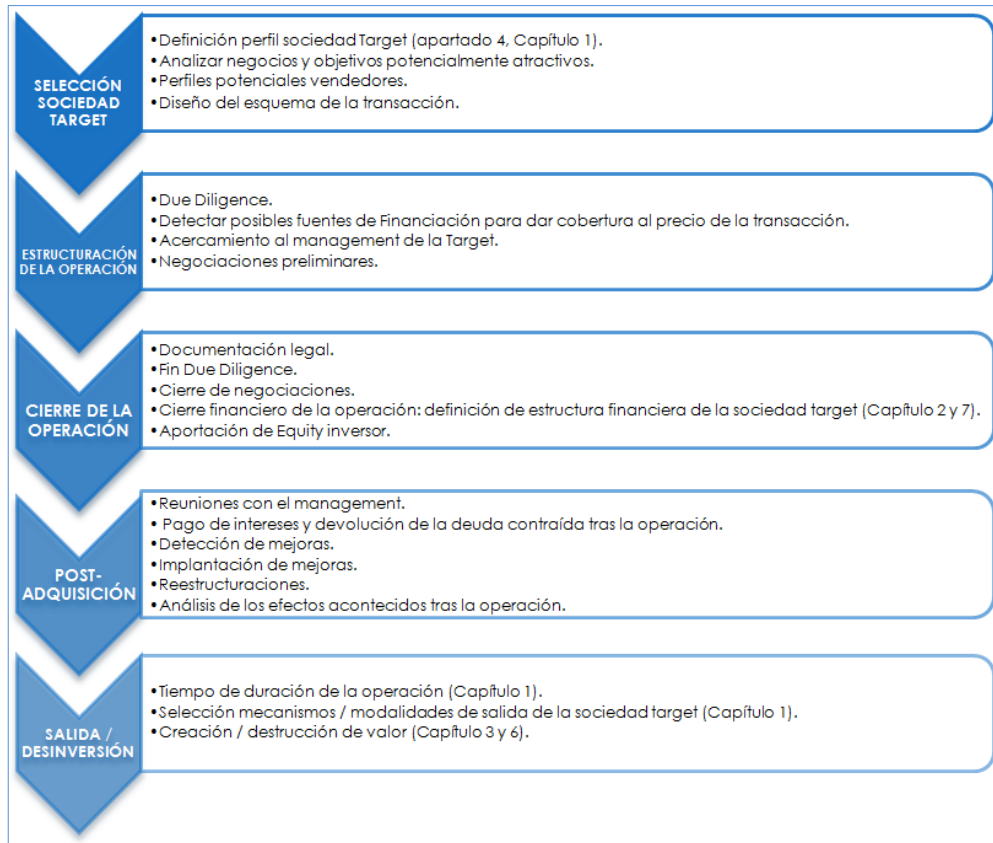 SELECCIÓN
SOCIEDAD
TARGET
•Definición perfil sociedad Target (apartado 4, Capítulo 1).
•Analizar negocios y objetivos potencialmente atractivos.
•Perfiles potenciales vendedores.
•Diseño del esquema de la transacción.
ESTRUCTURACIÓN
DE LA OPERACIÓN
•Due Diligence.
•Detectar posibles fuentes de Financiación para dar cobertura al precio de la transacción.
•Acercamiento al management de la Target.
•Negociaciones preliminares.
CIERRE DE LA
OPERACIÓN
•Documentación legal.
•Fin Due Diligence.
•Cierre de negociaciones.
•Cierre financiero de la operación: definición de estructura financiera de la sociedad target (Capítulo 2 y 7).
•Aportación de Equity inversor.
POST-
ADQUISICIÓN
•Reuniones con el management.
• Pago de intereses y devolución de la deuda contraída tras la operación.
•Detección de mejoras.
•Implantación de mejoras.
•Reestructuraciones.
•Análisis de los efectos acontecidos tras la operación.
SALIDA /
DESINVERSIÓN
•Tiempo de duración de la operación (Capítulo 1).
•Selección mecanismos / modalidades de salida de la sociedad target (Capítulo 1).
•Creación / destrucción de valor (Capítulo 3 y 6).